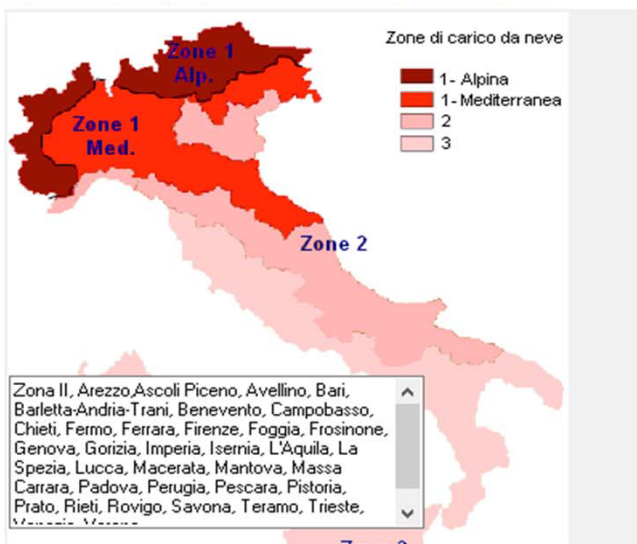 Zone 1
Alp.
Zone di carico da neve
1- Alpina
1- Mediterranea
2
3
Zone 1
Med.
Zone 2
Zona II, Arezzo,Ascoli Piceno, Avellino, Bari,
Barletta-Andria-Trani, Benevento, Campobasso,
Chieti, Fermo, Ferrara, Firenze, Foggia, Frosinone,
Genova, Gorizia, Imperia, Isernia, L'Aquila, La
Spezia, Lucca, Macerata, Mantova, Massa
Carrara, Padova, Perugia, Pescara, Pistoria,
Prato, Rieti, Rovigo, Savona, Teramo, Trieste,